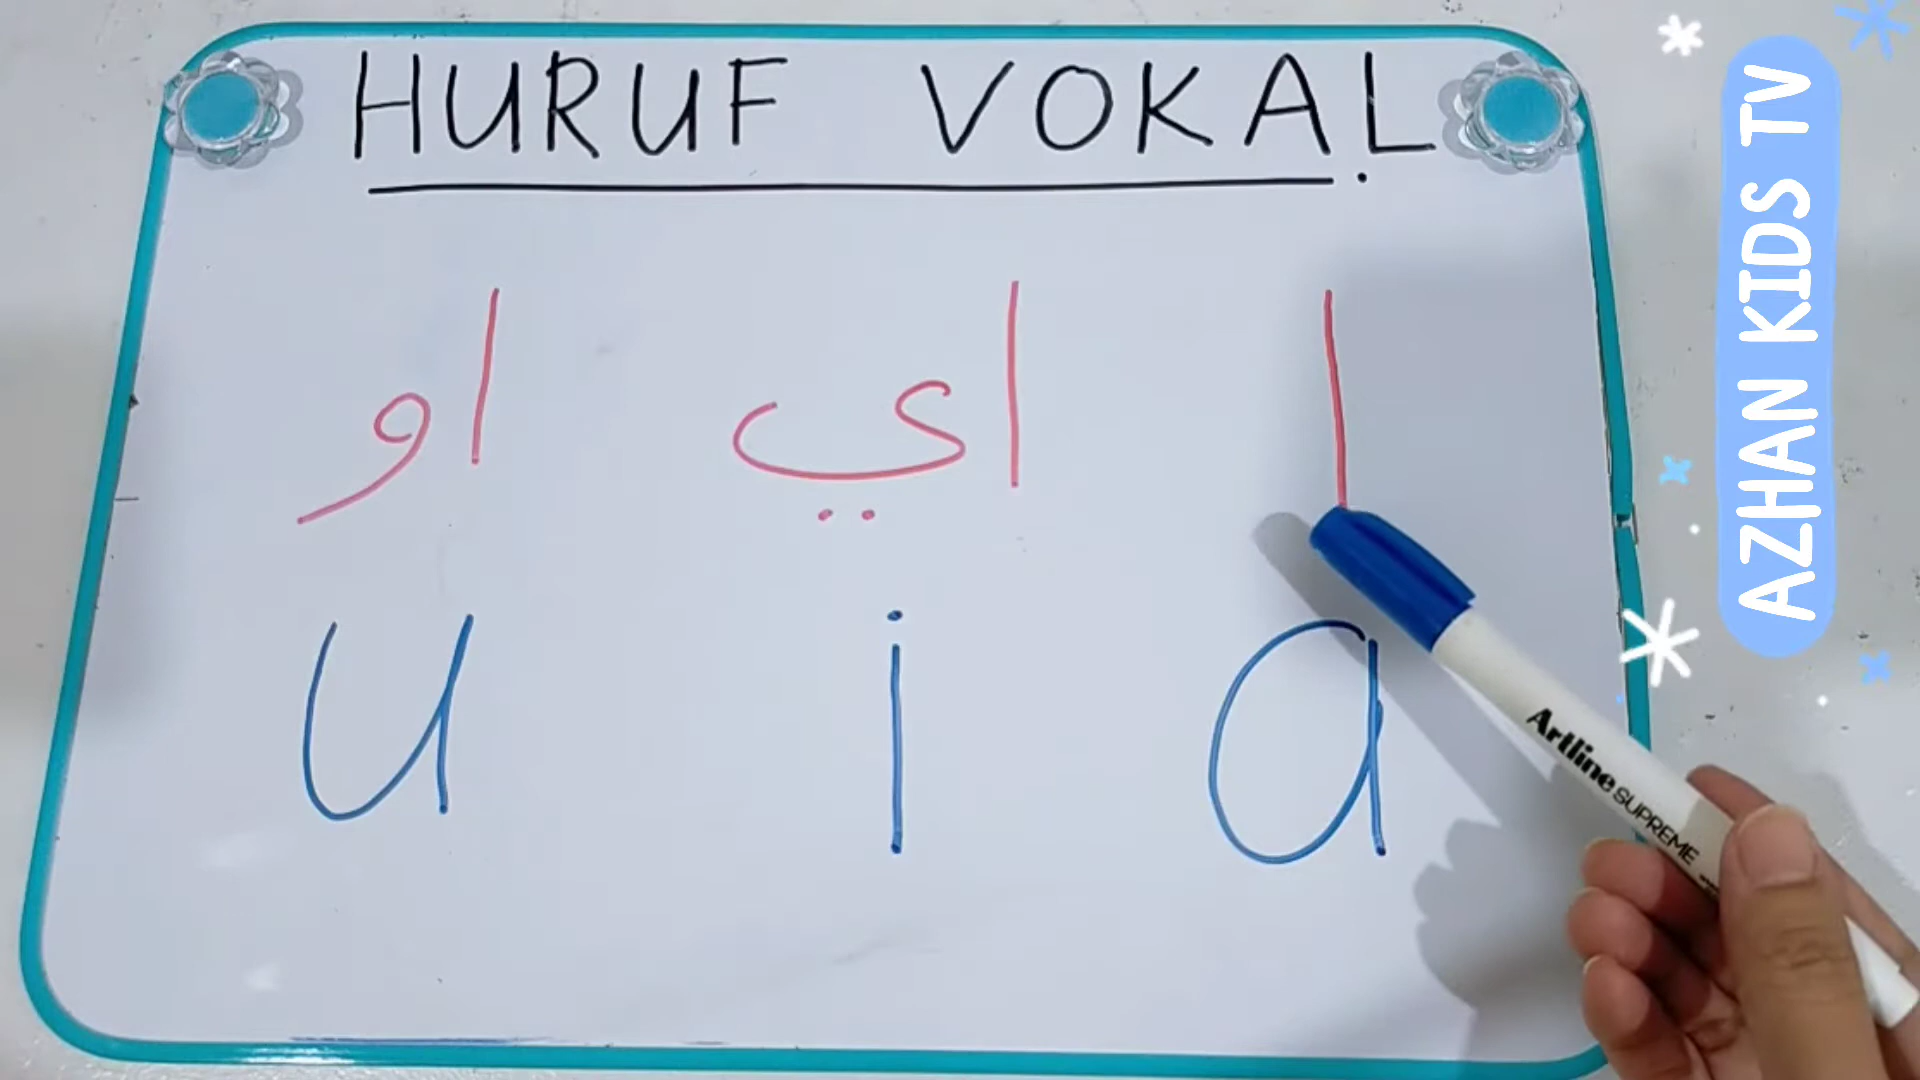 HURUF VOKAL
ا اي او
a i u
Artline SUPREME
AZHAN KIDS TV